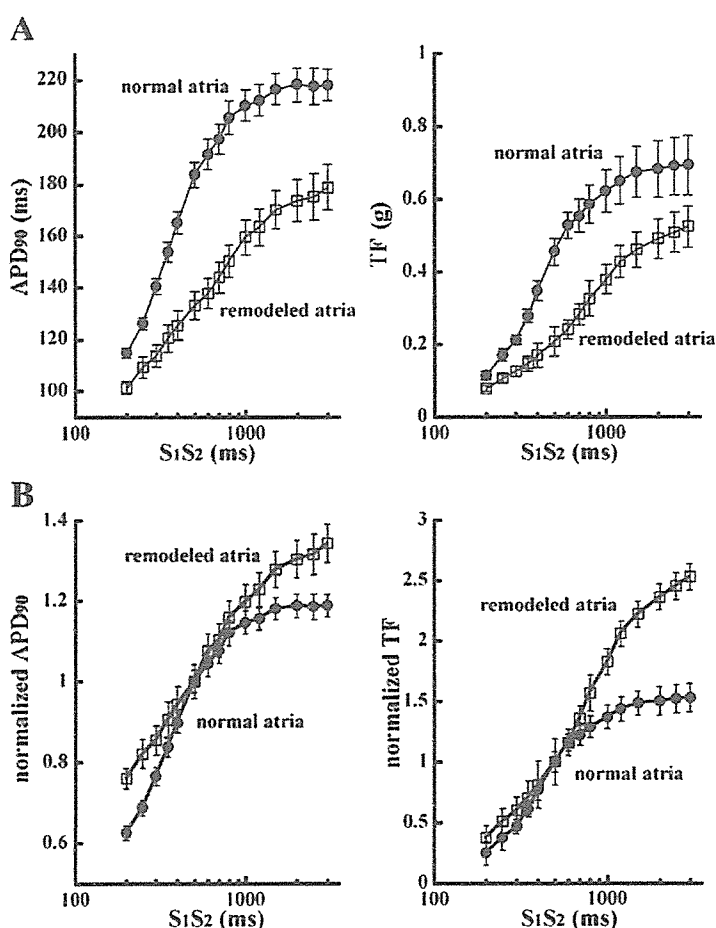 A
220
200
180
160
140
120
100
APD90 (ms)
normal atria
remodeled atria
100
1000
S1S2 (ms)
1
0.8
0.6
0.4
0.2
0
TF (g)
normal atria
remodeled atria
100
1000
S1S2 (ms)
B
1.4
1.2
1
0.8
0.6
normalized APD90
remodeled atria
normal atria
100
1000
S1S2 (ms)
3
2.5
2
1.5
1
0.5
0
normalized TF
remodeled atria
normal atria
100
1000
S1S2 (ms)